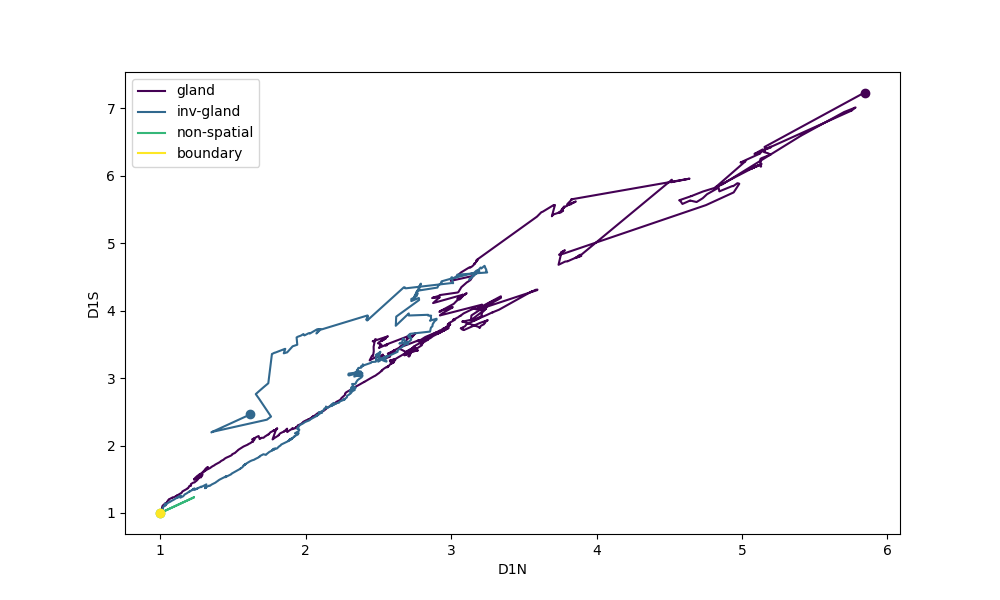 gland
inv-gland
non-spatial
boundary
7
6
5
4
3
2
1
D1S
1 2 3 4 5 6
D1N